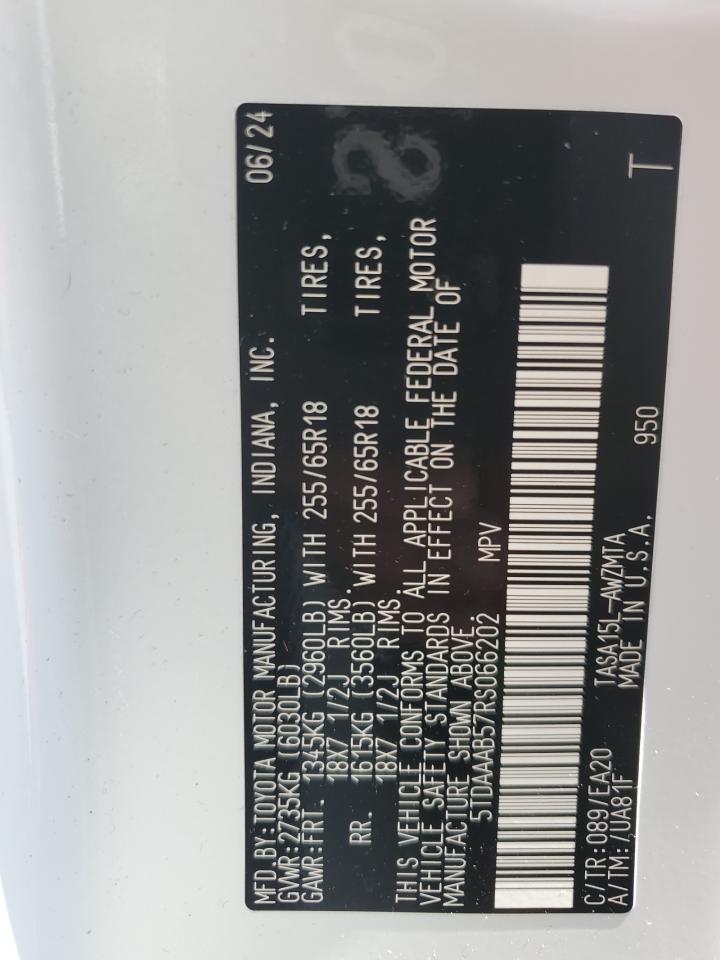 MFD.BY:TOYOTA MOTOR MANUFACTURING, INDIANA, INC. 06/24
GVWR:2735KG (6030LB)
GAWR:FRT. 1345KG (2960LB) WITH 255/65R18 TIRES,
18X7 1/2J RIMS.
RR. 1615KG (3560LB) WITH 255/65R18 TIRES,
18X7 1/2J RIMS.
THIS VEHICLE CONFORMS TO ALL APPLICABLE FEDERAL MOTOR
VEHICLE SAFETY STANDARDS IN EFFECT ON THE DATE OF
MANUFACTURE SHOWN ABOVE.
5TDAAAB57RS066202 MPV
C/TR:089/EA20 TASA15L-AWZMTA 950 T
A/TM: /UA81F MADE IN U.S.A.